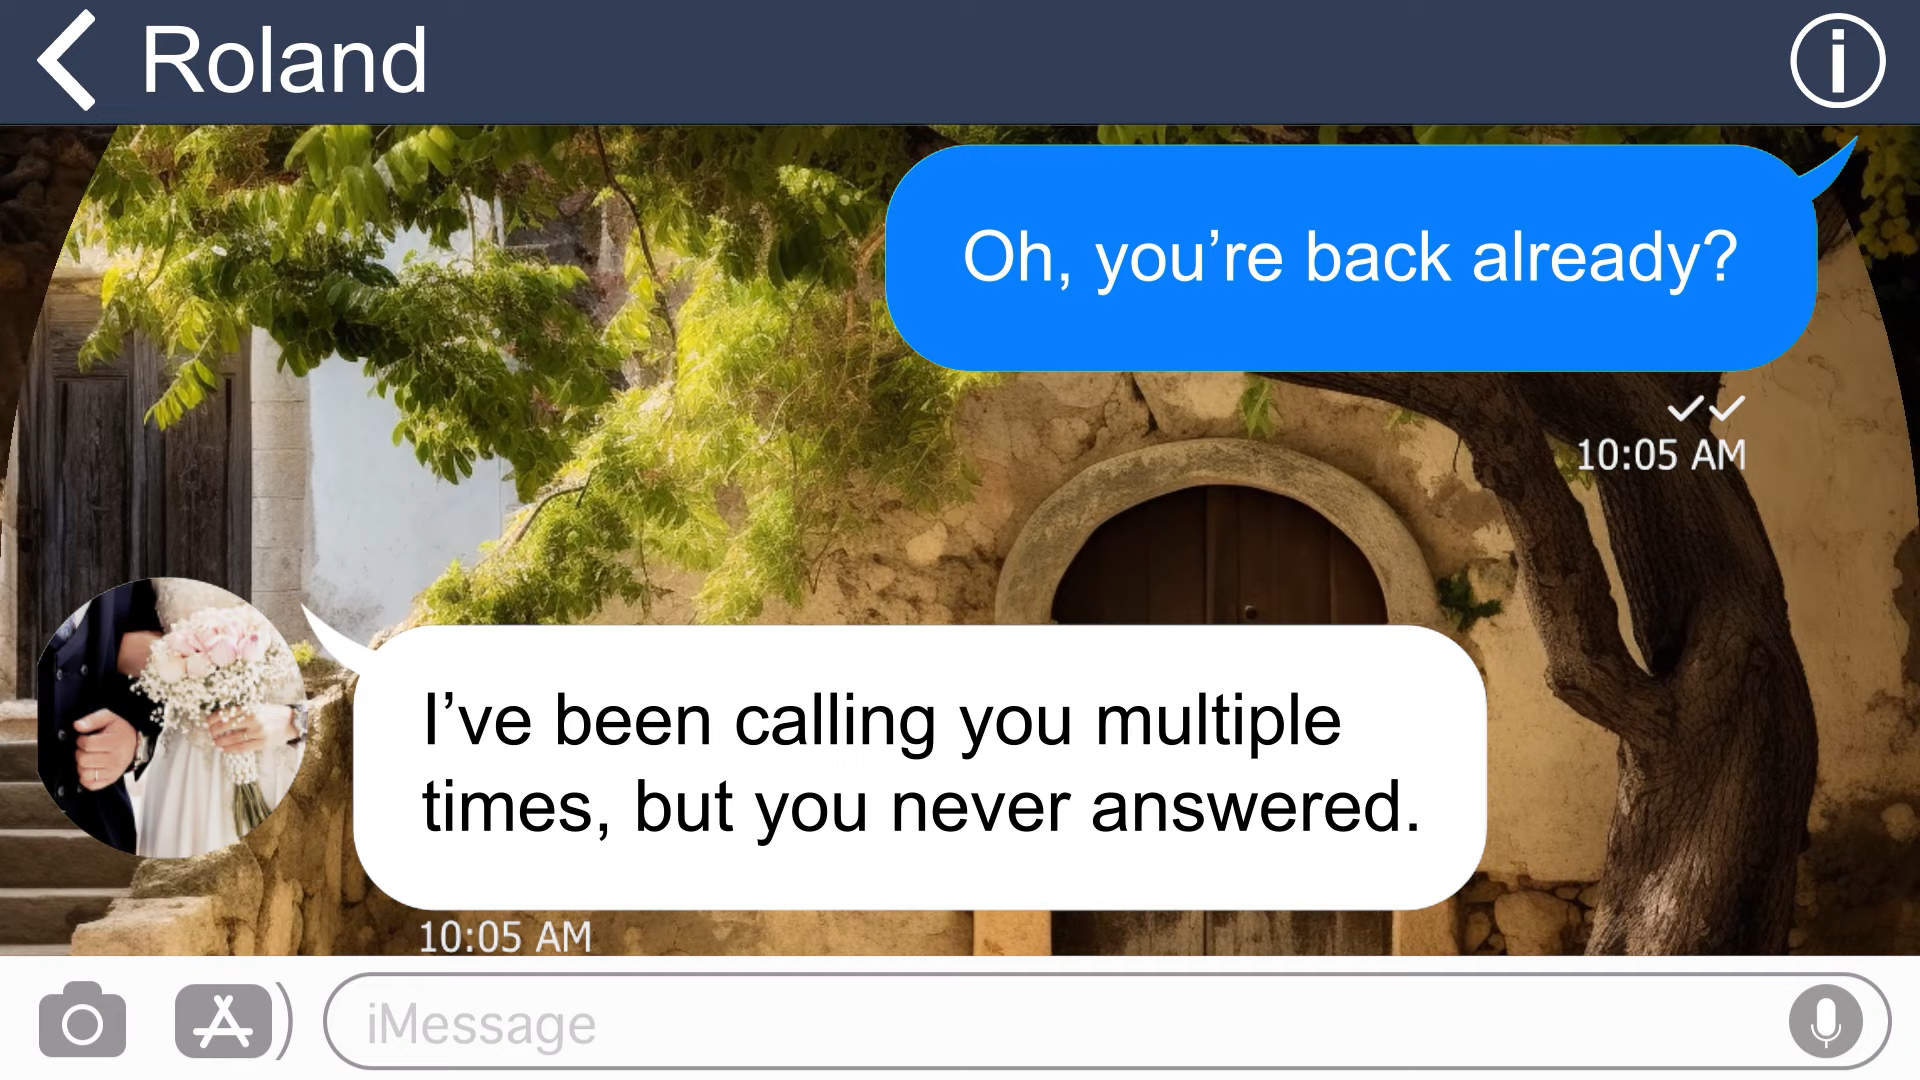 Roland
Oh, you’re back already?
10:05 AM
I’ve been calling you multiple
times, but you never answered.
10:05 AM
iMessage